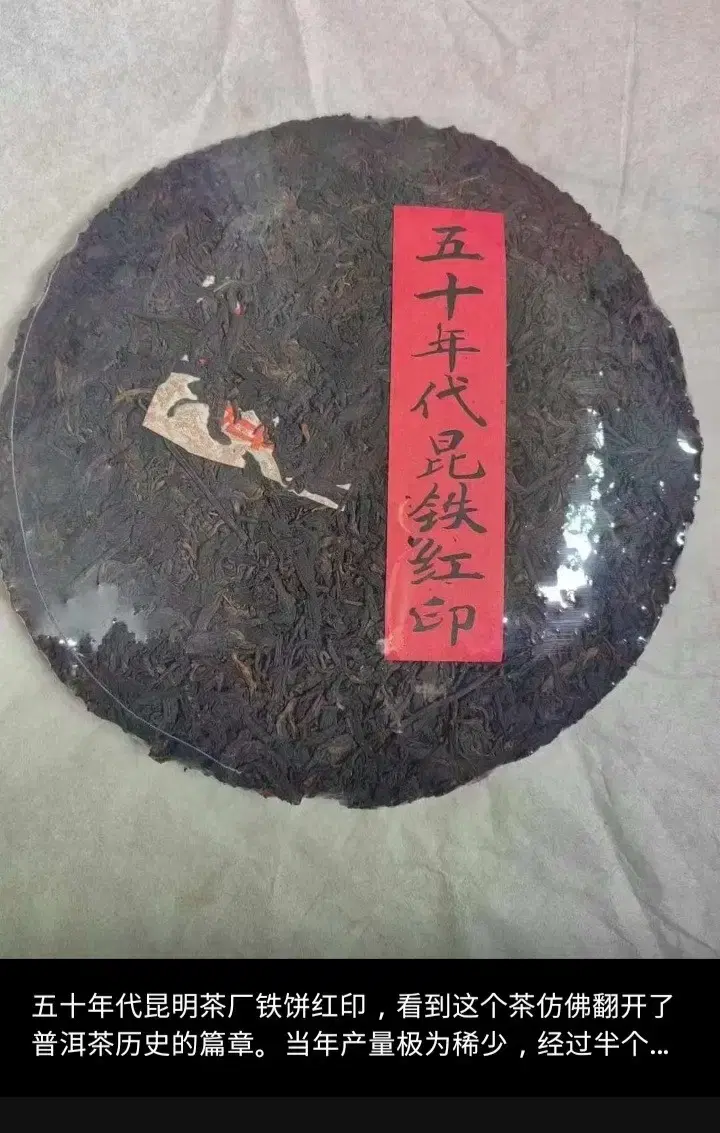 五十年代昆铁红印
五十年代昆明茶厂铁饼红印，看到这个茶仿佛翻开了
普洱茶历史的篇章。当年产量极为稀少，经过半个...